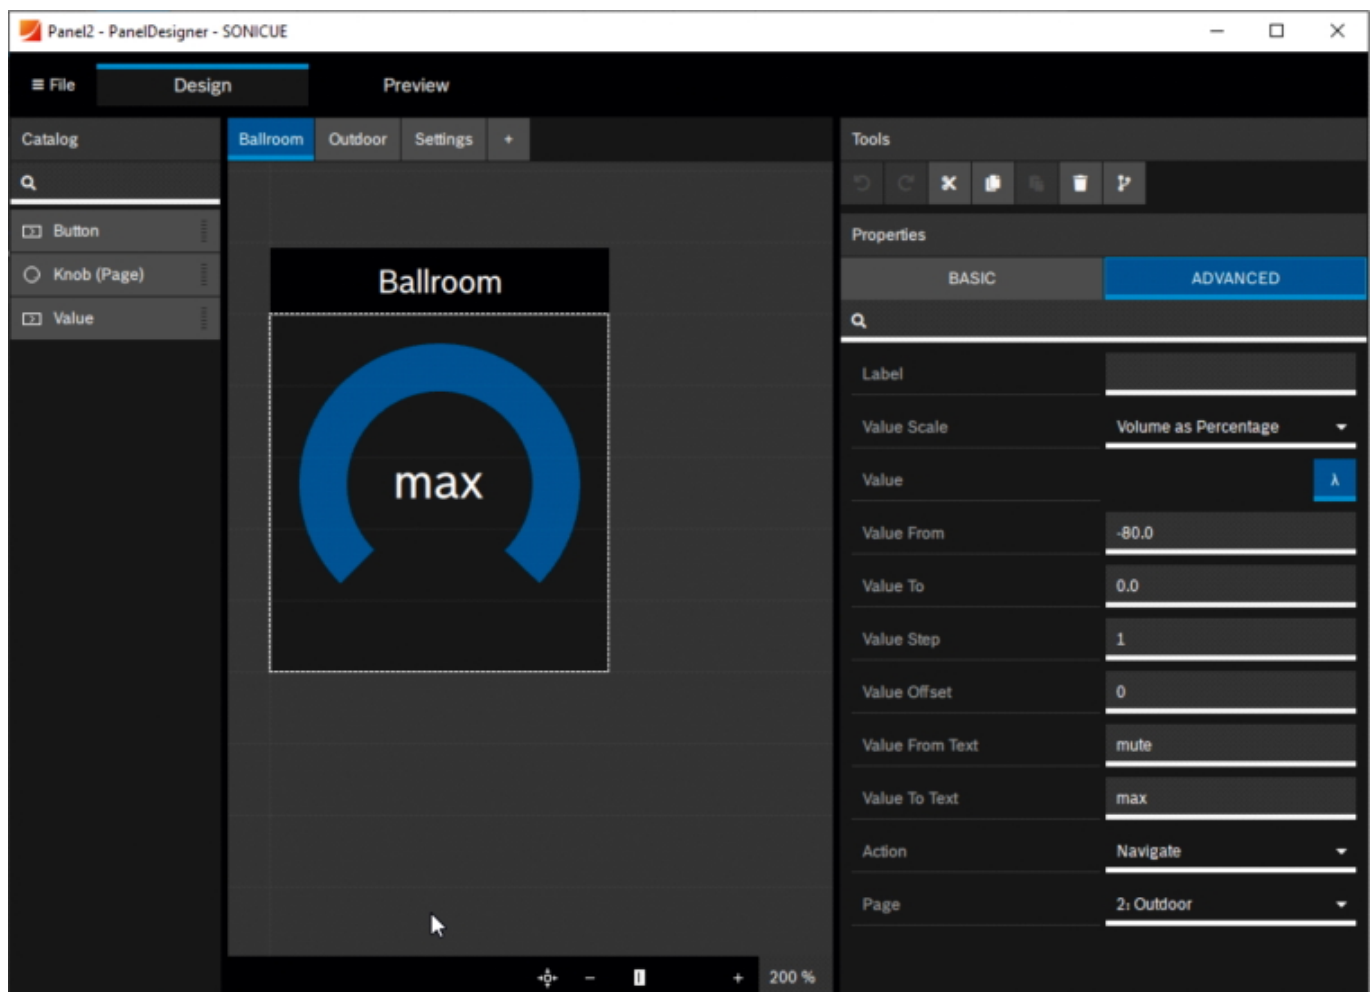 Panel2 - PanelDesigner - SONICUE
≡ File
Design
Preview
Catalog
Button
Knob (Page)
Value
Ballroom
Outdoor
Settings
+
Ballroom
max
− +
200 %
Tools
Properties
BASIC
ADVANCED
Label
Value Scale
Volume as Percentage
Value
λ
Value From
-80.0
Value To
0.0
Value Step
1
Value Offset
0
Value From Text
mute
Value To Text
max
Action
Navigate
Page
2: Outdoor